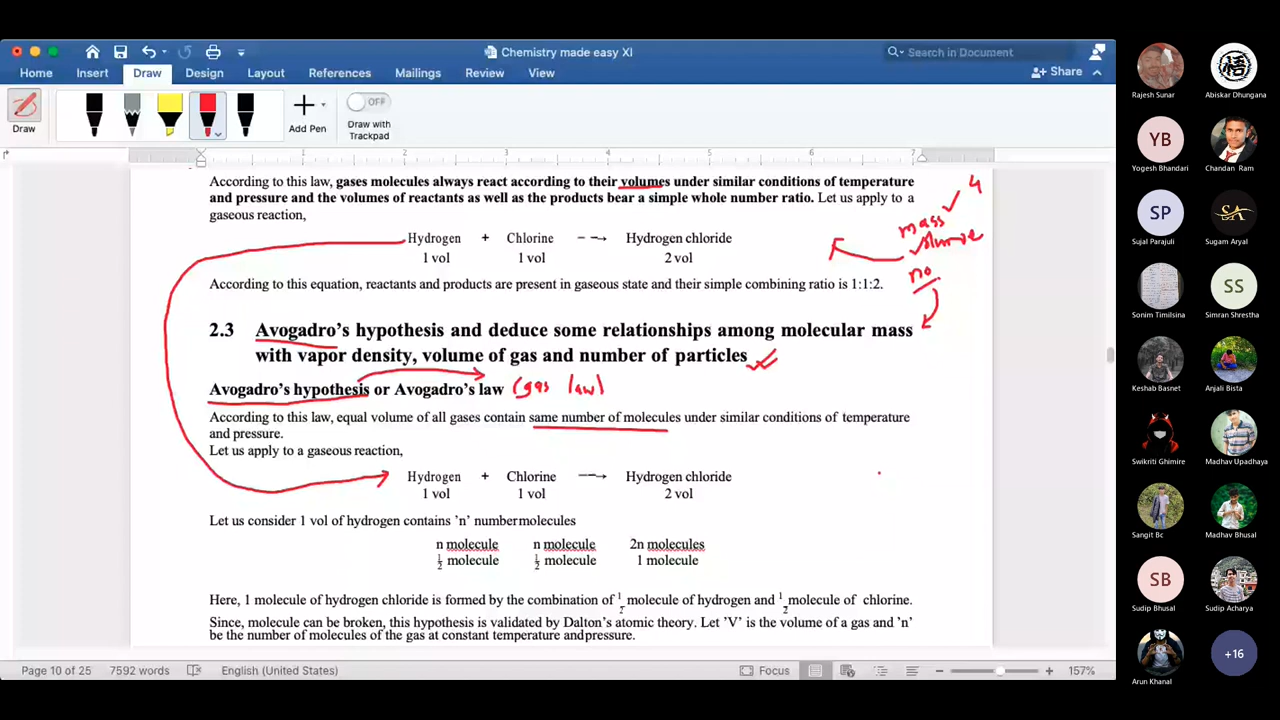 Chemistry made easy XI
Search in Document
Home Insert Draw Design Layout References Mailings Review View
Share
Draw
Add Pen
OFF
Draw with
Trackpad
1 2 3 4 5 6 7
According to this law, gases molecules always react according to their volumes under similar conditions of temperature
and pressure and the volumes of reactants as well as the products bear a simple whole number ratio. Let us apply to a
gaseous reaction,
4
mass
volume
no
Hydrogen + Chlorine --→ Hydrogen chloride
1 vol 1 vol 2 vol
According to this equation, reactants and products are present in gaseous state and their simple combining ratio is 1:1:2.
2.3 Avogadro's hypothesis and deduce some relationships among molecular mass
with vapor density, volume of gas and number of particles
Avogadro's hypothesis or Avogadro's law (gas law)
According to this law, equal volume of all gases contain same number of molecules under similar conditions of temperature
and pressure.
Let us apply to a gaseous reaction,
Hydrogen + Chlorine --→ Hydrogen chloride
1 vol 1 vol 2 vol
Let us consider 1 vol of hydrogen contains 'n' numbermolecules
n molecule n molecule 2n molecules
½ molecule ½ molecule 1 molecule
Here, 1 molecule of hydrogen chloride is formed by the combination of ½ molecule of hydrogen and ½ molecule of chlorine.
Since, molecule can be broken, this hypothesis is validated by Dalton's atomic theory. Let 'V' is the volume of a gas and 'n'
be the number of molecules of the gas at constant temperature andpressure.
Page 10 of 25 7592 words English (United States) Focus 157%
Rajesh Sunar
Abiskar Dhungana
YB
Yogesh Bhandari
Chandan Ram
SP
Sujal Parajuli
SA
Sugam Aryal
Sonim Timilsina
SS
Simran Shrestha
Keshab Basnet
Anjali Bista
Swikriti Ghimire
Madhav Upadhaya
Sangit Bc
Madhav Bhusal
SB
Sudip Bhusal
Sudip Acharya
Arun Khanal
+16